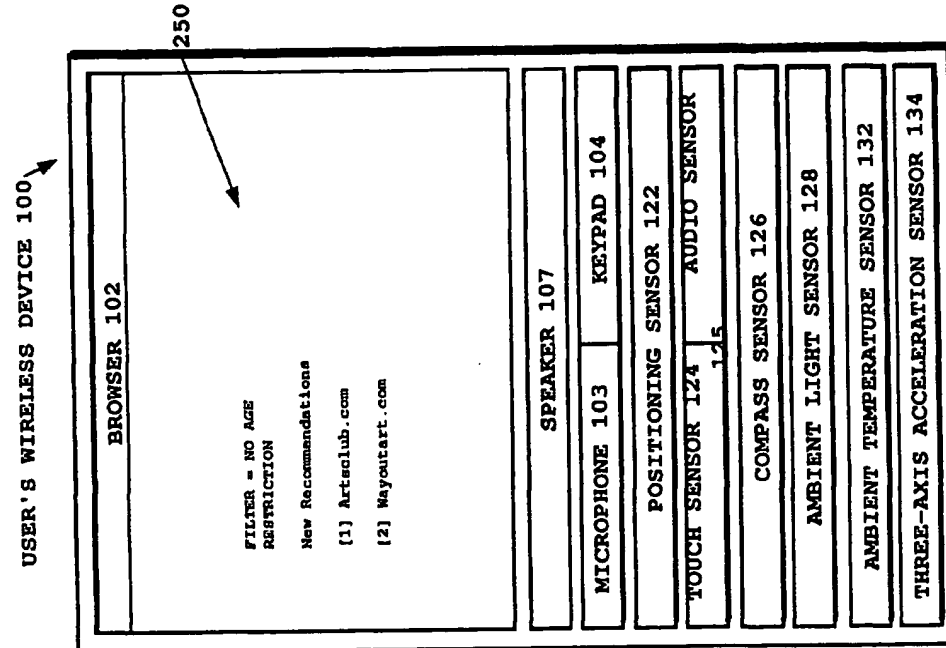 USER'S WIRELESS DEVICE 100
250
BROWSER 102
FILTER = NO AGE
RESTRICTION
New Recommendations
[1] Artsclub.com
[2] Wayoutart.com
SPEAKER 107
MICROPHONE 103
KEYPAD 104
POSITIONING SENSOR 122
TOUCH SENSOR 124
AUDIO SENSOR
125
COMPASS SENSOR 126
AMBIENT LIGHT SENSOR 128
AMBIENT TEMPERATURE SENSOR 132
THREE-AXIS ACCELERATION SENSOR 134